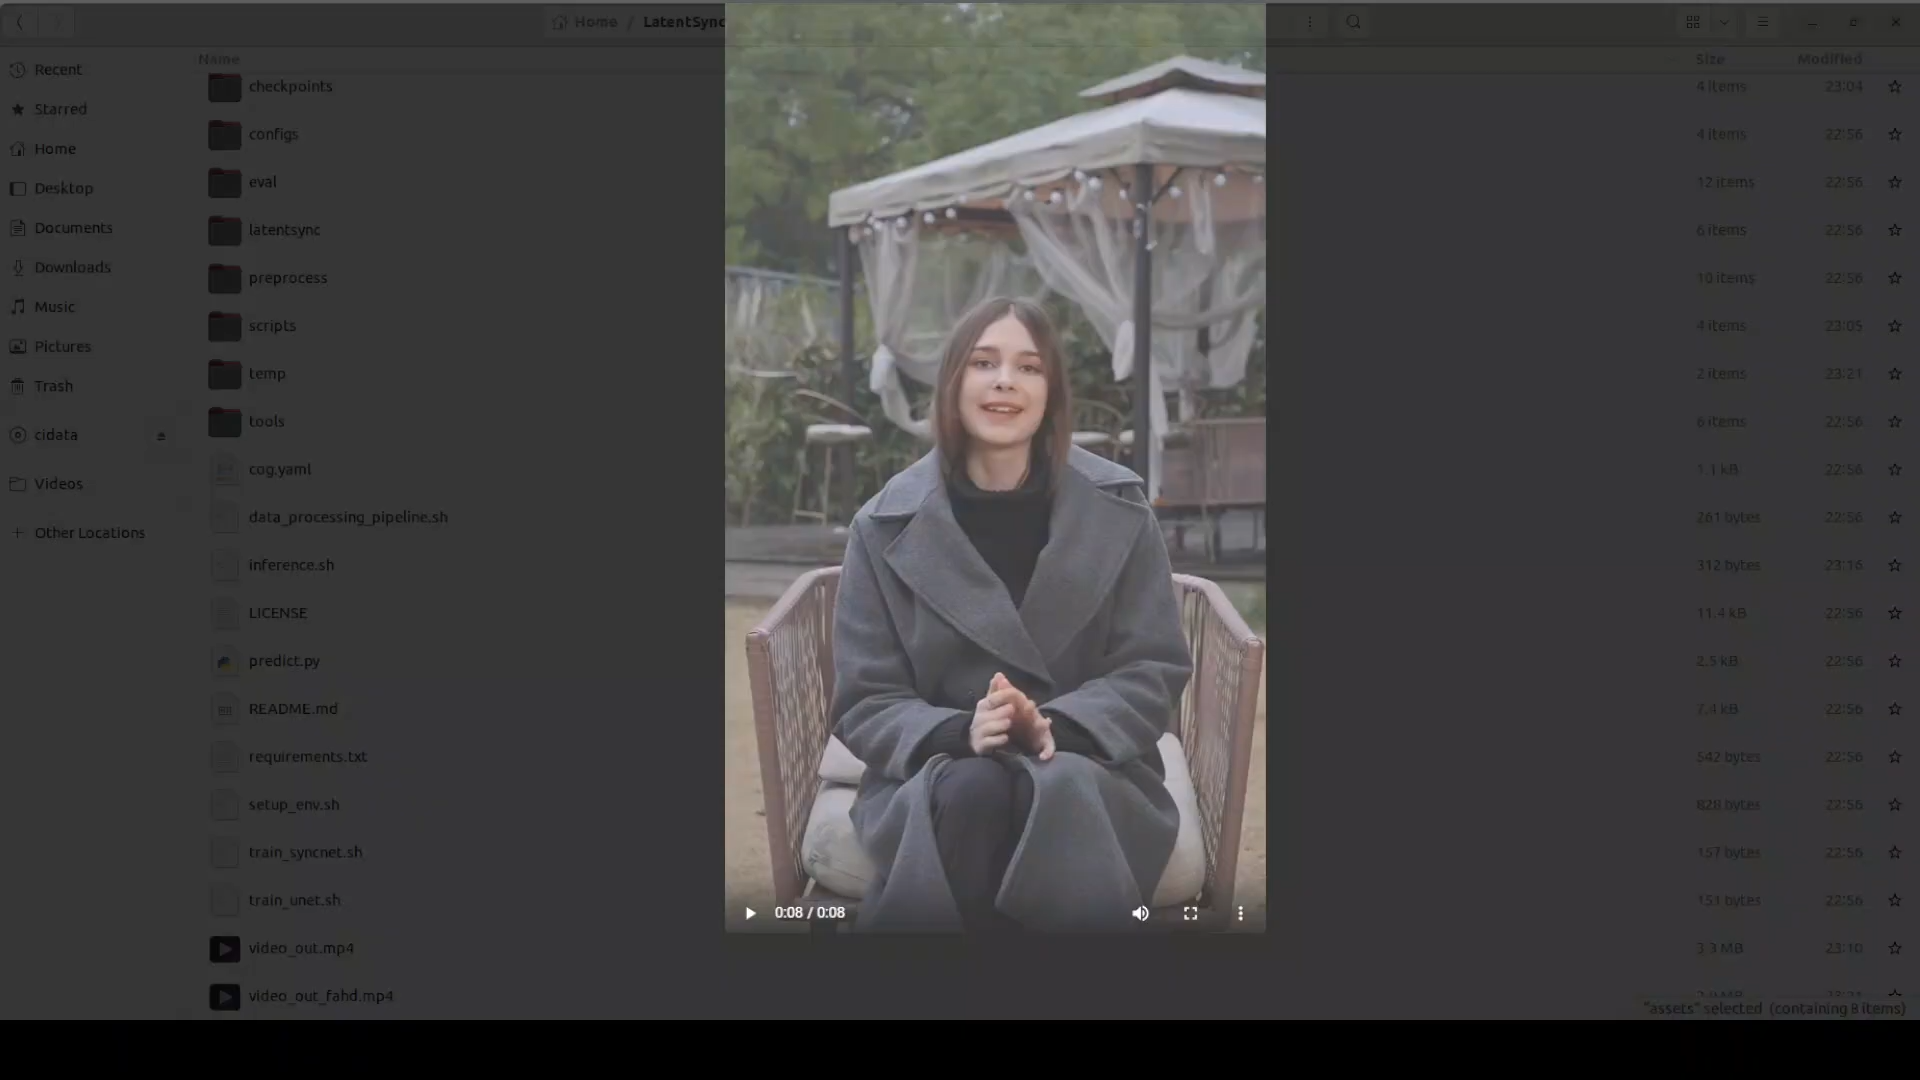 Home / LatentSync
Name
Size
Modified
Recent
Starred
Home
Desktop
Documents
Downloads
Music
Pictures
Trash
cidata
Videos
Other Locations
checkpoints 4 items 23:04
configs 4 items 22:56
eval 12 items 22:56
latentsync 6 items 22:56
preprocess 10 items 22:56
scripts 4 items 23:05
temp 2 items 23:21
tools 6 items 22:56
cog.yaml 1.1 kB 22:56
data_processing_pipeline.sh 261 bytes 22:56
inference.sh 312 bytes 23:16
LICENSE 11.4 kB 22:56
predict.py 2.5 kB 22:56
README.md 7.4 kB 22:56
requirements.txt 542 bytes 22:56
setup_env.sh 828 bytes 22:56
train_syncnet.sh 157 bytes 22:56
train_unet.sh 151 bytes 22:56
video_out.mp4 3.3 MB 23:10
video_out_fahd.mp4
0:08 / 0:08
"assets" selected (containing 8 items)